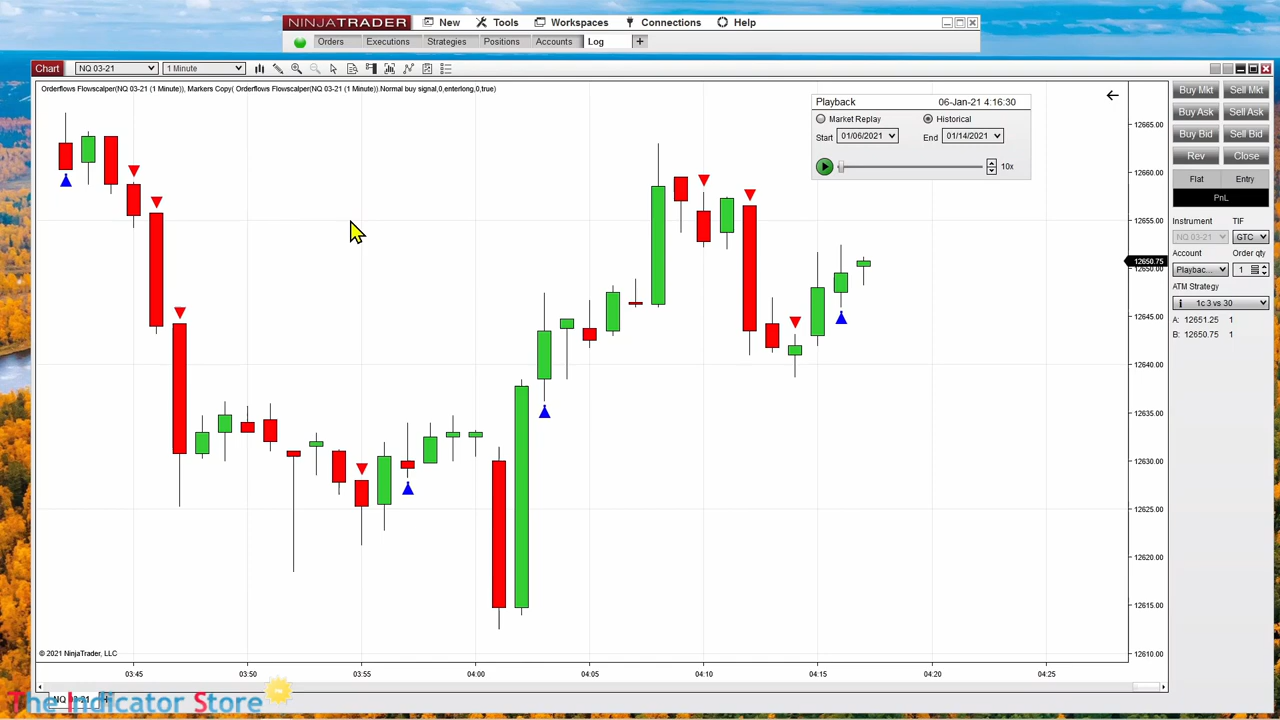 NINJATRADER New Tools Workspaces Connections Help
Orders Executions Strategies Positions Accounts Log +
Chart NQ 03-21 1 Minute
Orderflows Flowscalper(NQ 03-21 (1 Minute)), Markers Copy( Orderflows Flowscalper(NQ 03-21 (1 Minute)).Normal buy signal,0,enterlong,0,true)
Playback 06-Jan-21 4:16:30
Market Replay Historical
Start 01/06/2021 End 01/14/2021
10x
Buy Mkt Sell Mkt
Buy Ask Sell Ask
Buy Bid Sell Bid
Rev Close
Flat Entry
PnL
Instrument TIF
NQ 03-21 GTC
Account Order qty
Playbac... 1
ATM Strategy
1c 3 vs 30
A: 12651.25 1
B: 12650.75 1
12665.00
12660.00
12655.00
12650.75
12650.00
12645.00
12640.00
12635.00
12630.00
12625.00
12620.00
12615.00
12610.00
© 2021 NinjaTrader, LLC
03:45 03:50 03:55 04:00 04:05 04:10 04:15 04:20 04:25
NQ 03-21
The Indicator Store